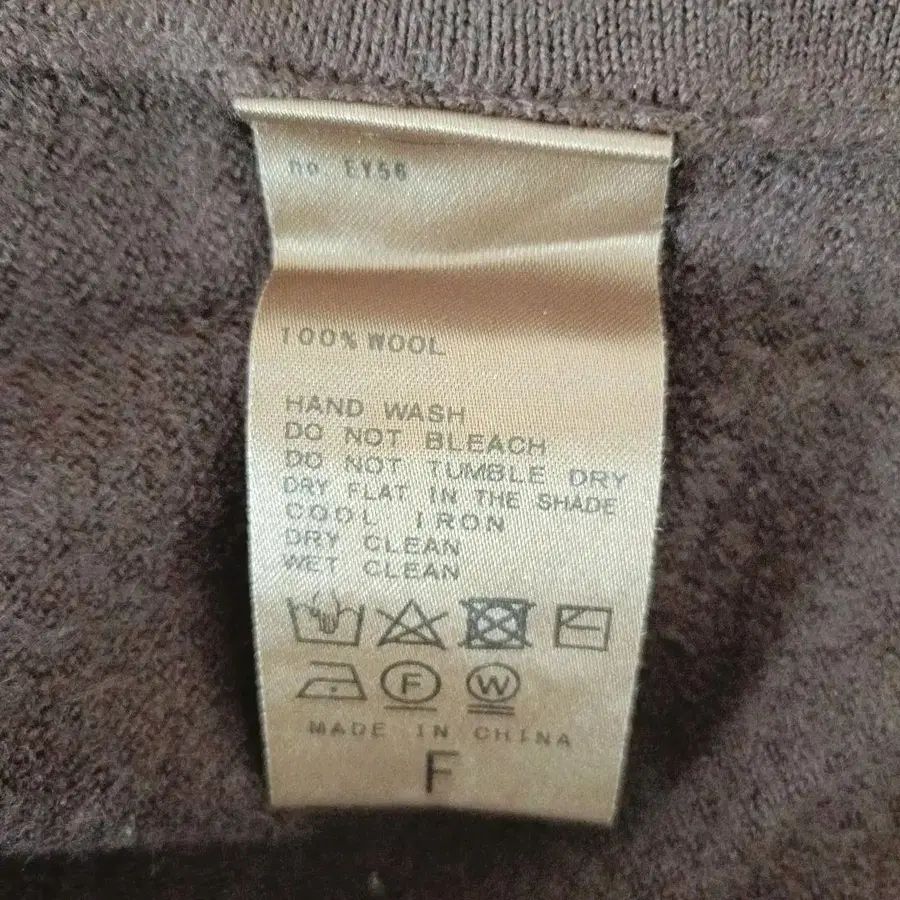 no. EY56
100% WOOL
HAND WASH
DO NOT BLEACH
DO NOT TUMBLE DRY
DRY FLAT IN THE SHADE
COOL IRON
DRY CLEAN
WET CLEAN
F W
MADE IN CHINA
F